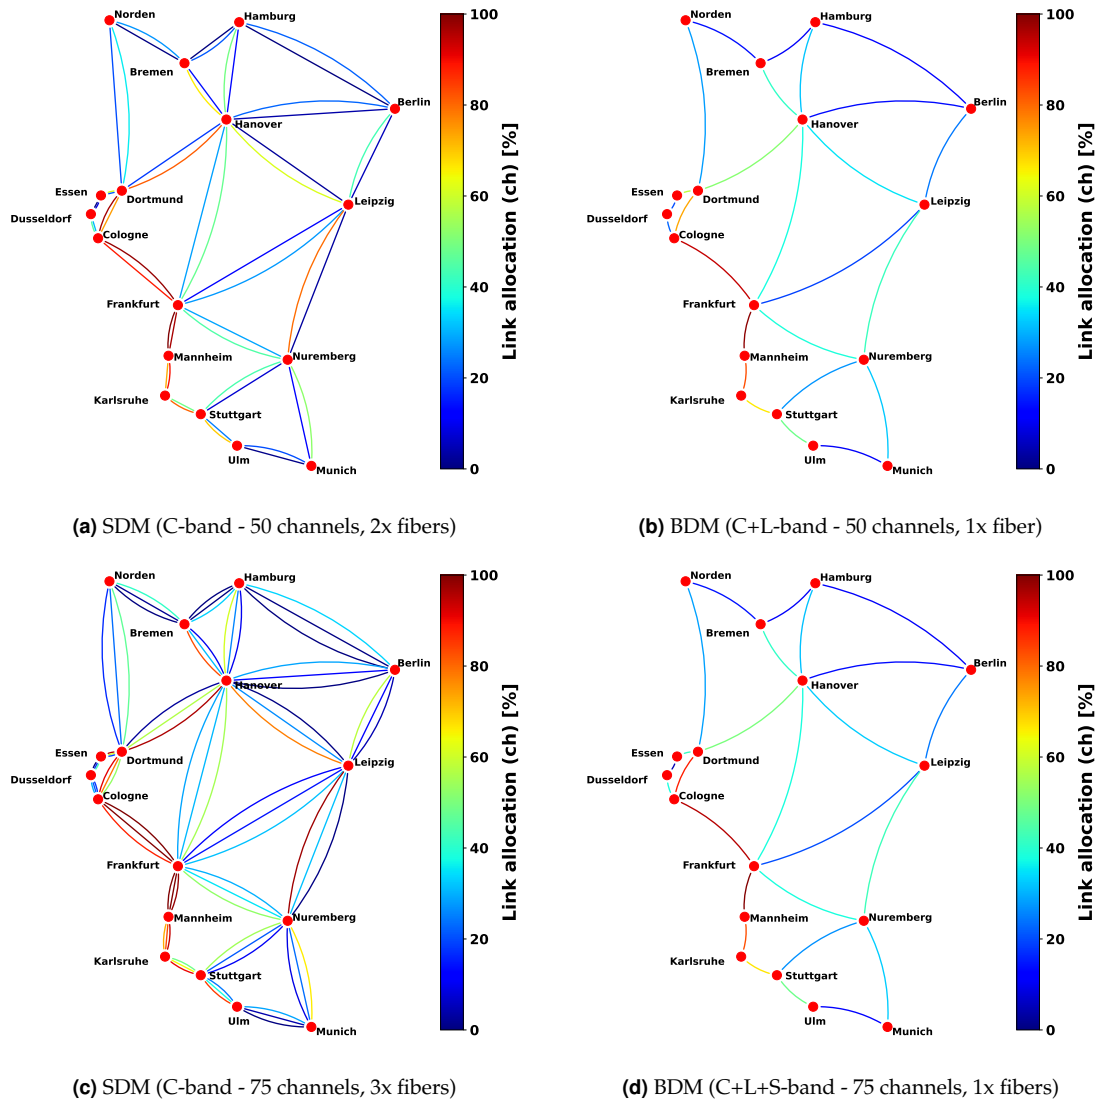 Norden
Hamburg
Bremen
Berlin
Hanover
Essen
Dortmund
Dusseldorf
Cologne
Leipzig
Frankfurt
Mannheim
Nuremberg
Karlsruhe
Stuttgart
Ulm
Munich
100
80
60
40
20
0
Link allocation (ch) [%]
(a) SDM (C-band - 50 channels, 2x fibers)
Norden
Hamburg
Bremen
Berlin
Hanover
Essen
Dortmund
Dusseldorf
Cologne
Leipzig
Frankfurt
Mannheim
Nuremberg
Karlsruhe
Stuttgart
Ulm
Munich
100
80
60
40
20
0
Link allocation (ch) [%]
(b) BDM (C+L-band - 50 channels, 1x fiber)
Norden
Hamburg
Bremen
Berlin
Hanover
Essen
Dortmund
Dusseldorf
Cologne
Leipzig
Frankfurt
Mannheim
Nuremberg
Karlsruhe
Stuttgart
Ulm
Munich
100
80
60
40
20
0
Link allocation (ch) [%]
(c) SDM (C-band - 75 channels, 3x fibers)
Norden
Hamburg
Bremen
Berlin
Hanover
Essen
Dortmund
Dusseldorf
Cologne
Leipzig
Frankfurt
Mannheim
Nuremberg
Karlsruhe
Stuttgart
Ulm
Munich
100
80
60
40
20
0
Link allocation (ch) [%]
(d) BDM (C+L+S-band - 75 channels, 1x fibers)